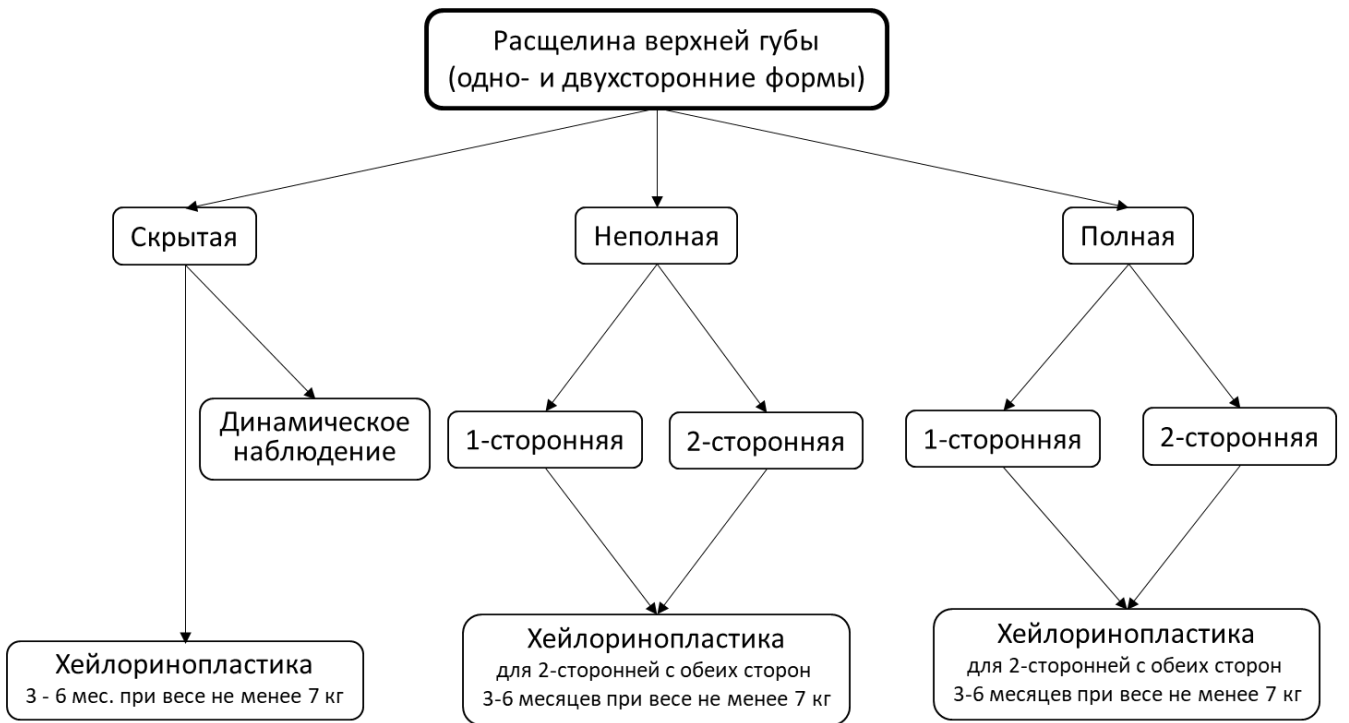 Расщелина верхней губы
(одно- и двухсторонние формы)
Скрытая
Неполная
Полная
Динамическое
наблюдение
1-сторонняя
2-сторонняя
1-сторонняя
2-сторонняя
Хейлоринопластика
3 - 6 мес. при весе не менее 7 кг
Хейлоринопластика
для 2-сторонней с обеих сторон
3-6 месяцев при весе не менее 7 кг
Хейлоринопластика
для 2-сторонней с обеих сторон
3-6 месяцев при весе не менее 7 кг